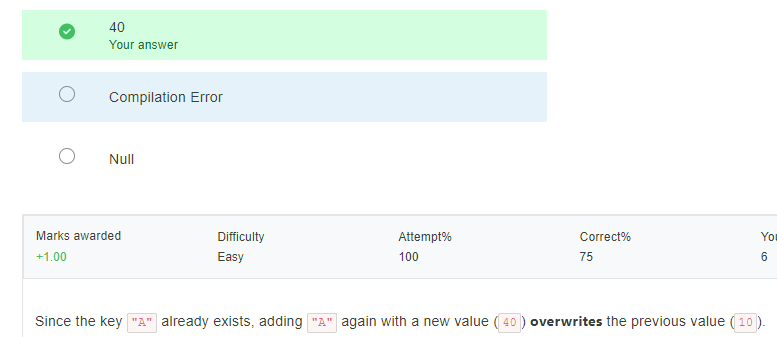 40
Your answer
Compilation Error
Null
Marks awarded Difficulty Attempt% Correct%
+1.00 Easy 100 75 6
Since the key "A" already exists, adding "A" again with a new value (40) overwrites the previous value (10).